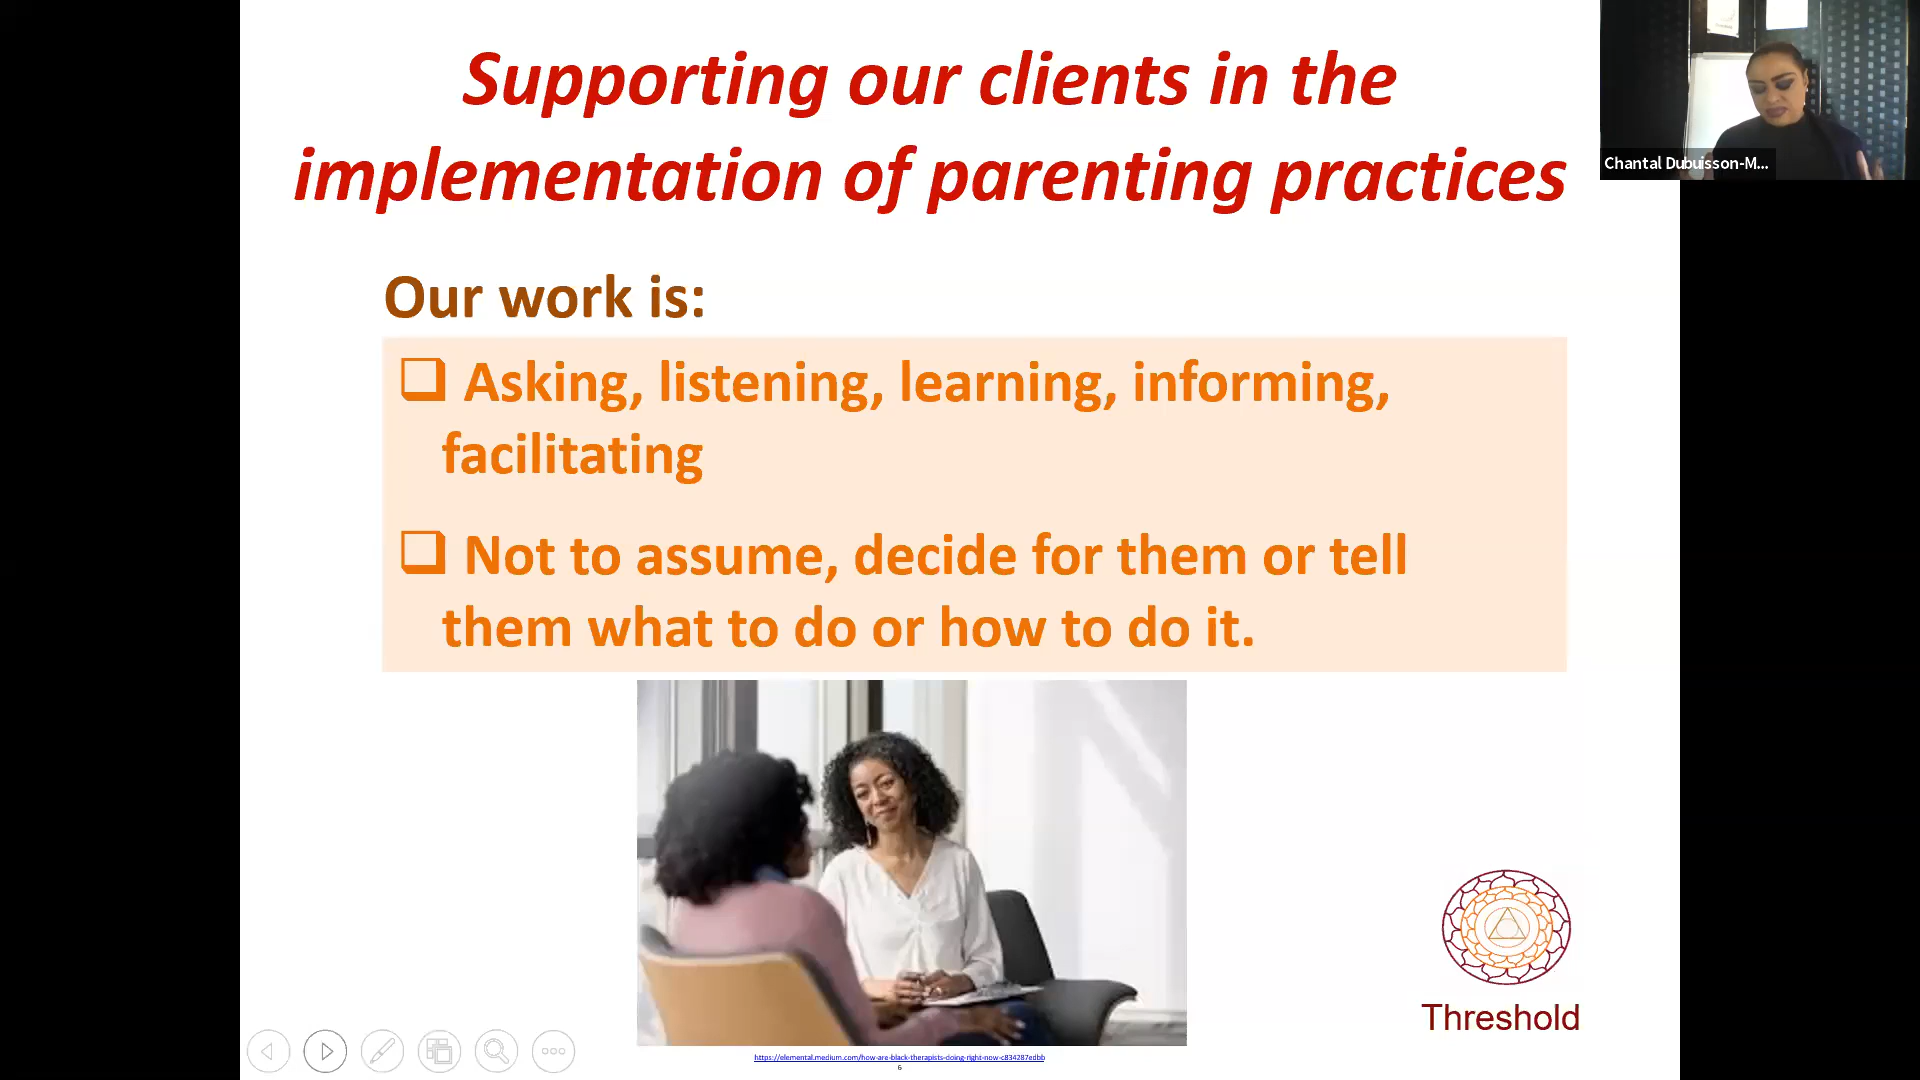 Supporting our clients in the
implementation of parenting practices
Chantal Dubuisson-M...
Our work is:
❑ Asking, listening, learning, informing,
facilitating
❑ Not to assume, decide for them or tell
them what to do or how to do it.
Threshold
https://elemental.medium.com/how-are-black-therapists-doing-right-now-c834287edbb
6